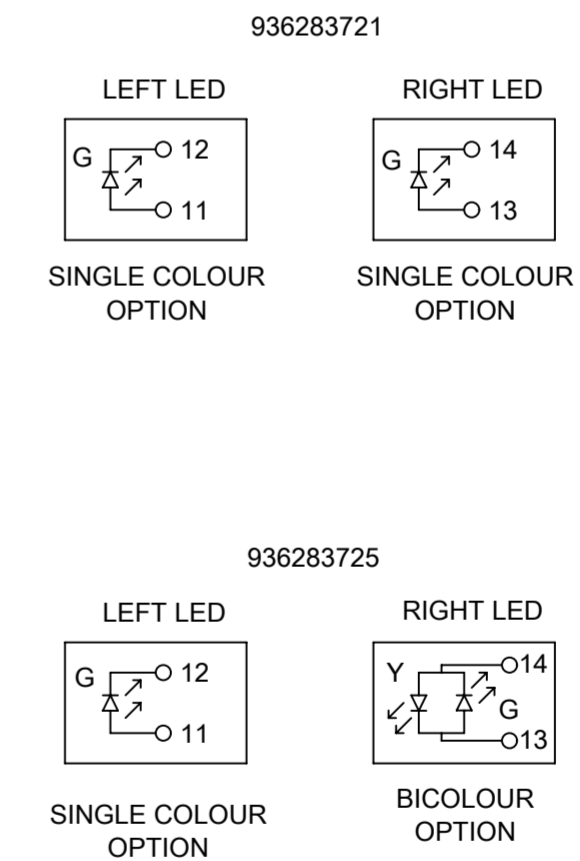 936283721
LEFT LED
RIGHT LED
G
12
11
G
14
13
SINGLE COLOUR
OPTION
SINGLE COLOUR
OPTION
936283725
LEFT LED
RIGHT LED
G
12
11
Y
14
G
13
SINGLE COLOUR
OPTION
BICOLOUR
OPTION